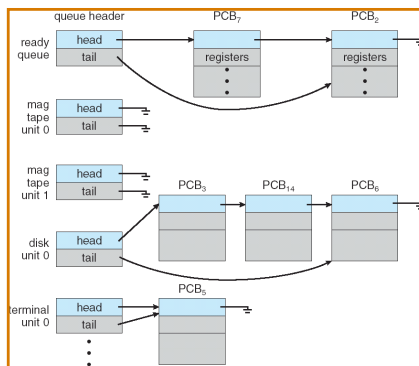 queue header
PCB7
PCB2
ready queue
head
tail
registers
registers
mag tape unit 0
head
tail
mag tape unit 1
head
tail
PCB3
PCB14
PCB6
disk unit 0
head
tail
PCB5
terminal unit 0
head
tail